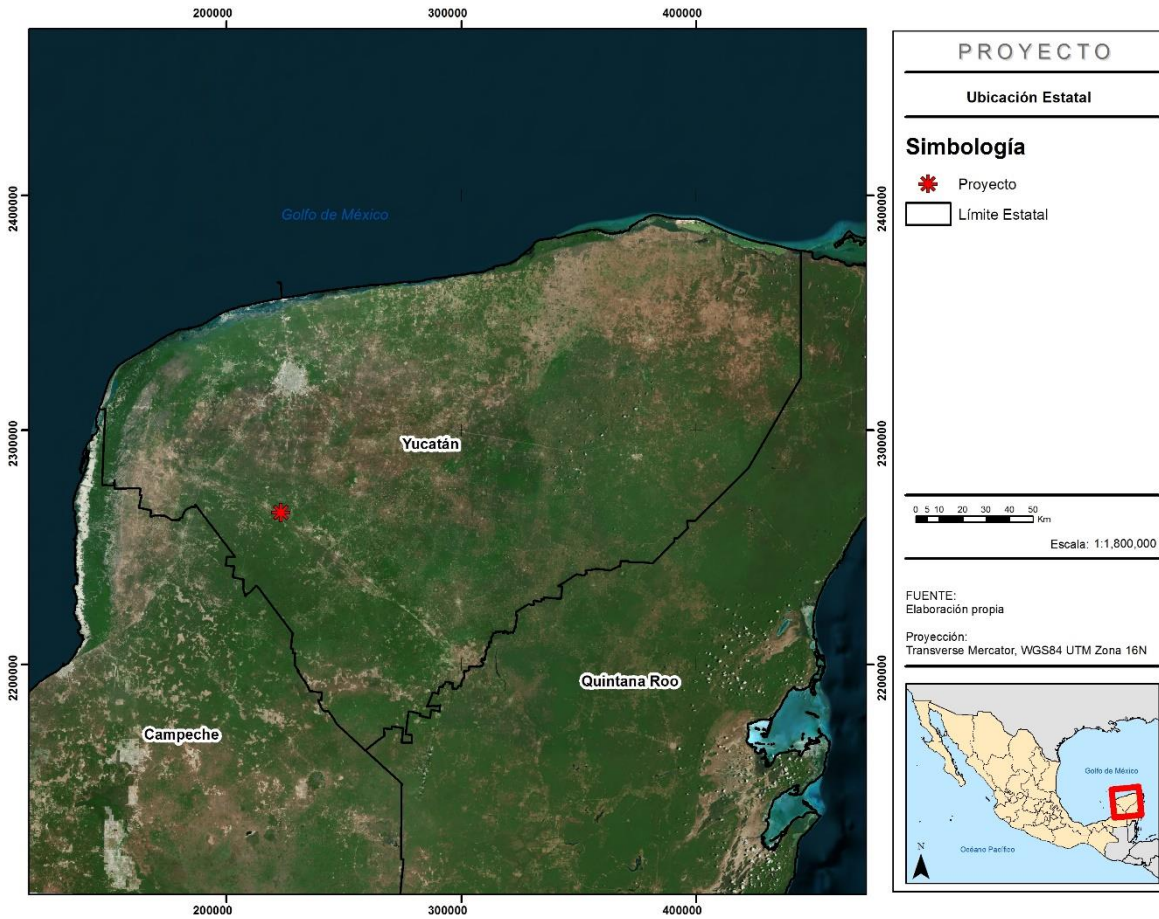 200000 300000 400000
2400000 2400000
2300000 2300000
2200000 2200000
Golfo de México
Yucatán
Quintana Roo
Campeche
200000 300000 400000
PROYECTO
Ubicación Estatal
Simbología
Proyecto
Límite Estatal
0 5 10 20 30 40 50
Km
Escala: 1:1,800,000
FUENTE:
Elaboración propia
Proyección:
Transverse Mercator, WGS84 UTM Zona 16N
Golfo de México
Océano Pacífico
N